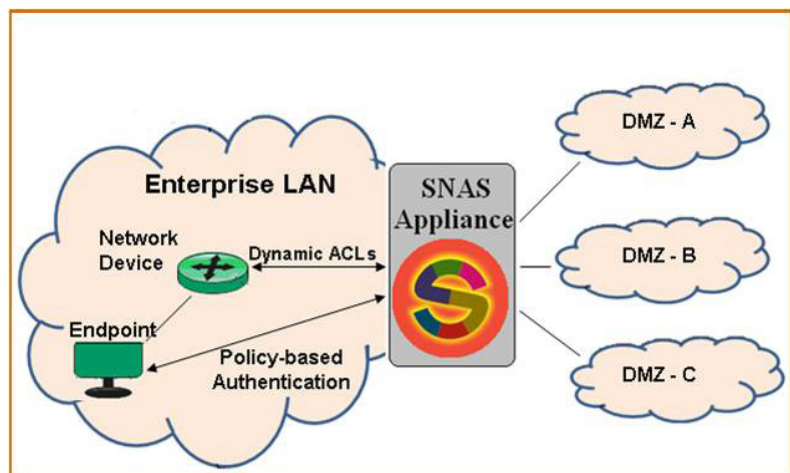 Enterprise LAN
Network
Device
Dynamic ACLs
Endpoint
Policy-based
Authentication
SNAS
Appliance
S
DMZ - A
DMZ - B
DMZ - C